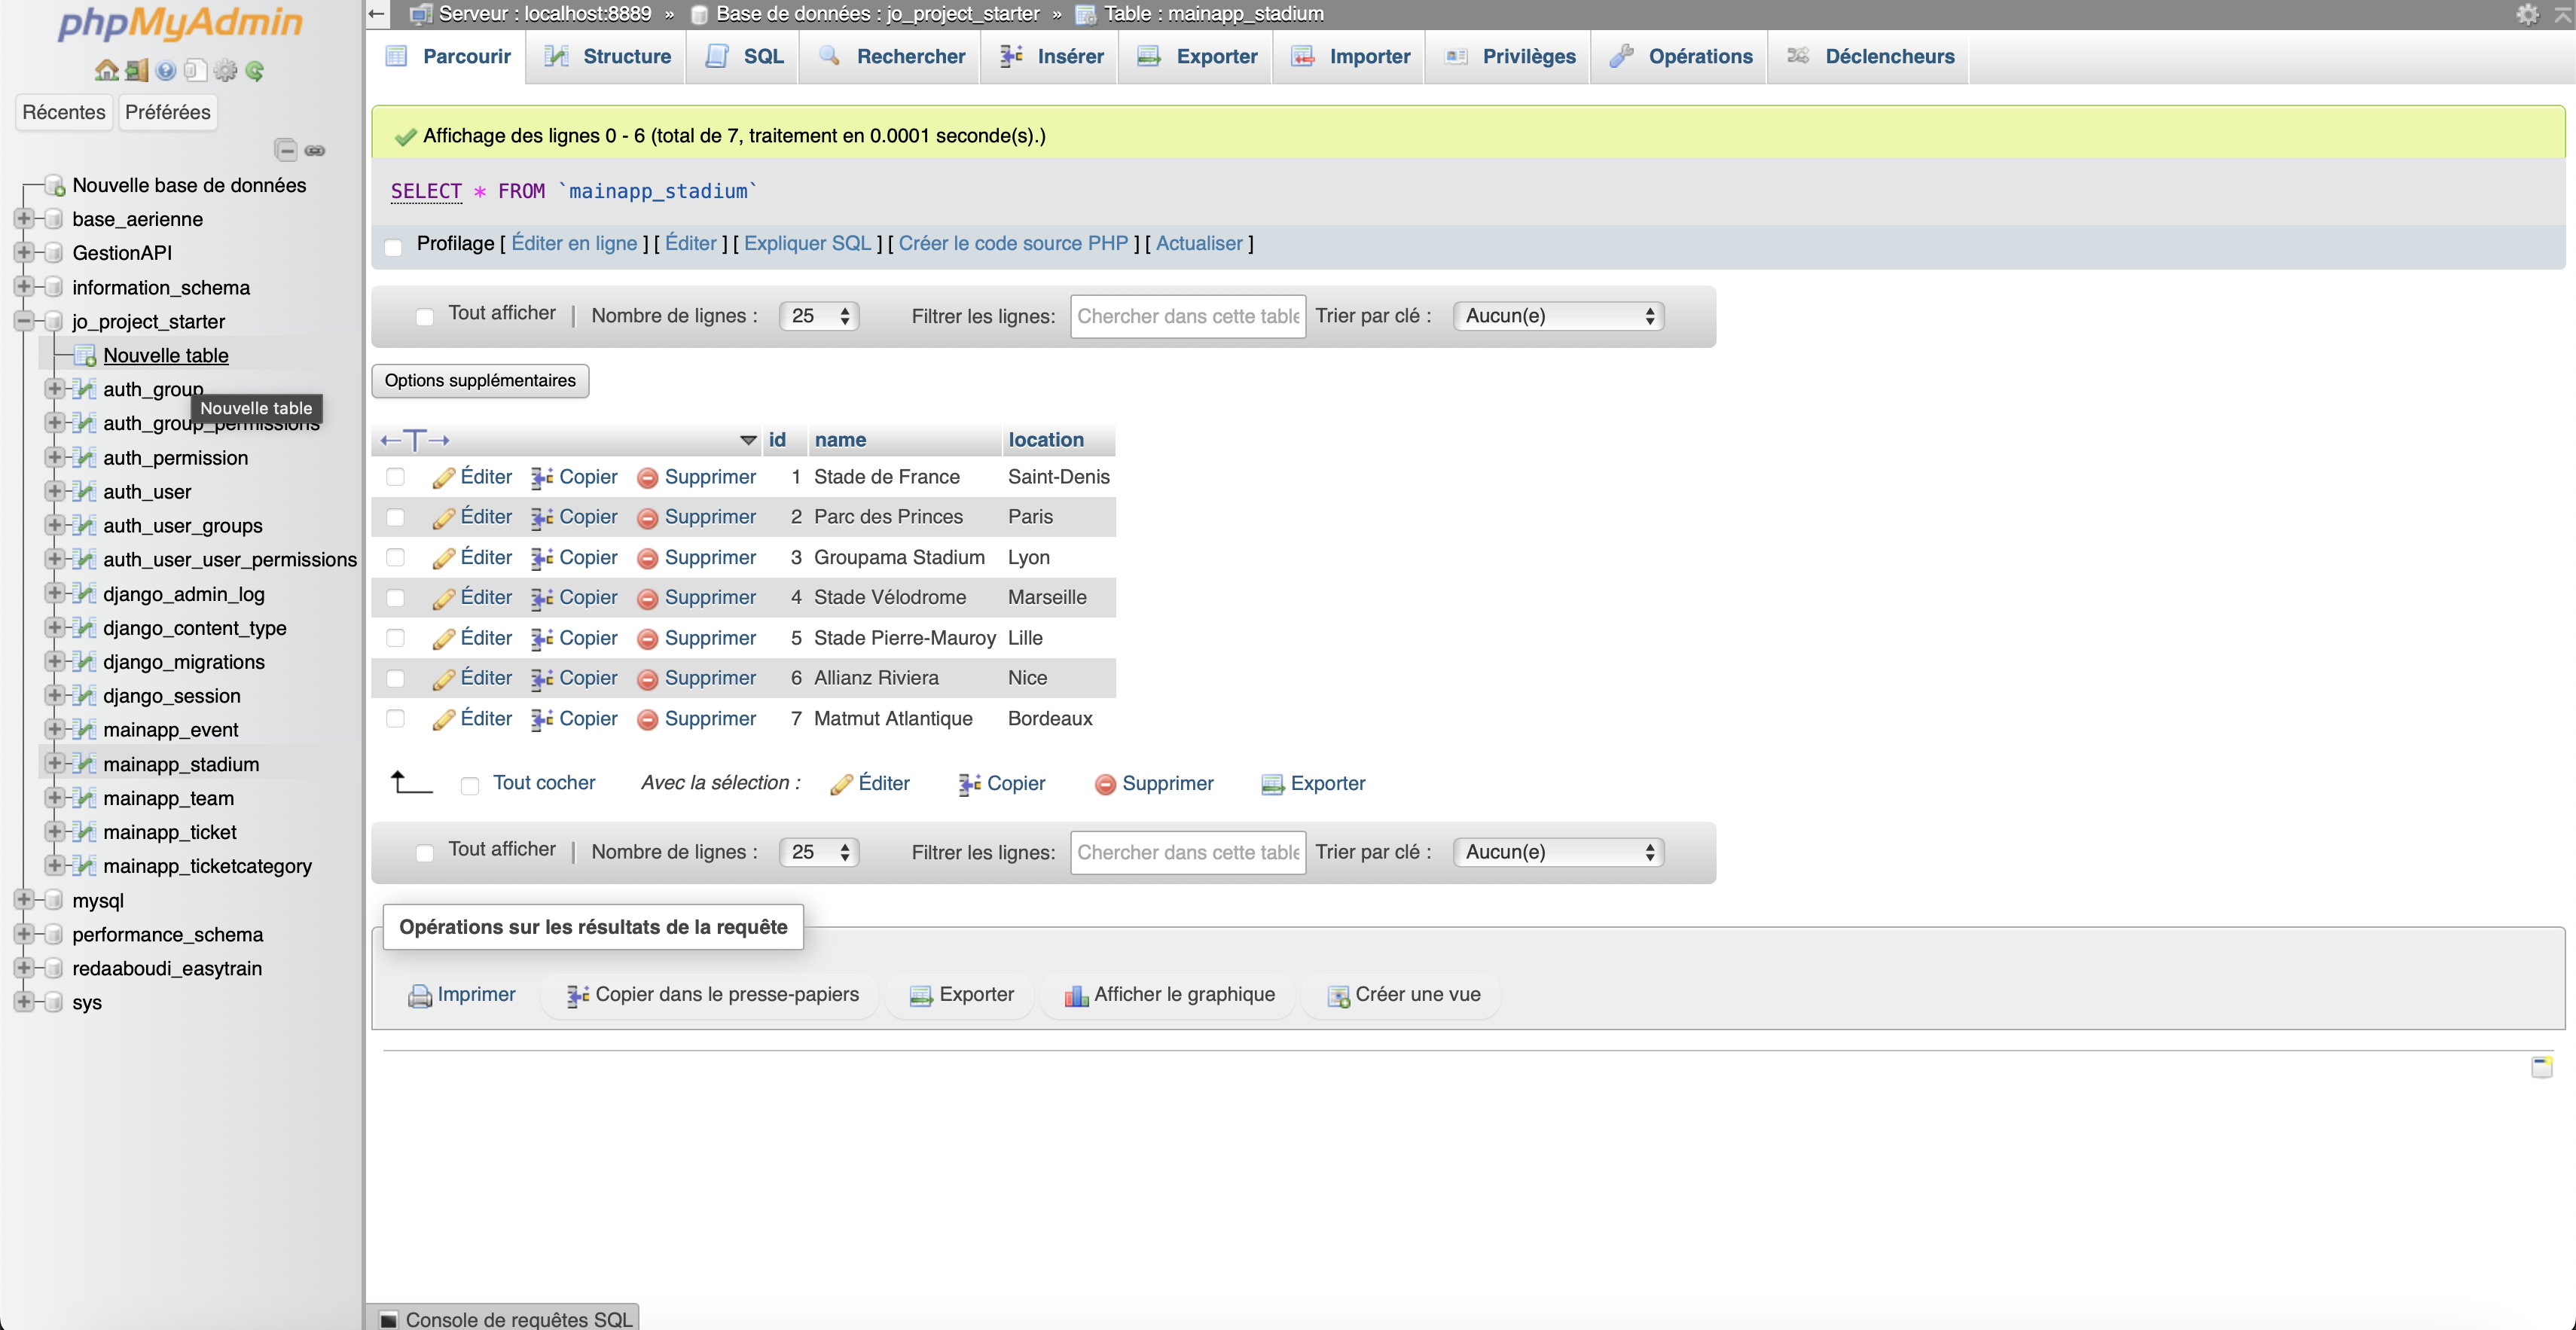 phpMyAdmin
Récentes Préférées
Nouvelle base de données
base_aerienne
GestionAPI
information_schema
jo_project_starter
Nouvelle table
auth_group
Nouvelle table
auth_group_permissions
auth_permission
auth_user
auth_user_groups
auth_user_user_permissions
django_admin_log
django_content_type
django_migrations
django_session
mainapp_event
mainapp_stadium
mainapp_team
mainapp_ticket
mainapp_ticketcategory
mysql
performance_schema
redaaboudi_easytrain
sys
Serveur : localhost:8889 » Base de données : jo_project_starter » Table : mainapp_stadium
Parcourir Structure SQL Rechercher Insérer Exporter Importer Privilèges Opérations Déclencheurs
Affichage des lignes 0 - 6 (total de 7, traitement en 0.0001 seconde(s).)
SELECT * FROM `mainapp_stadium`
Profilage [ Éditer en ligne ] [ Éditer ] [ Expliquer SQL ] [ Créer le code source PHP ] [ Actualiser ]
Tout afficher | Nombre de lignes : 25 Filtrer les lignes: Chercher dans cette table Trier par clé : Aucun(e)
Options supplémentaires
←T→ id name location
Éditer Copier Supprimer 1 Stade de France Saint-Denis
Éditer Copier Supprimer 2 Parc des Princes Paris
Éditer Copier Supprimer 3 Groupama Stadium Lyon
Éditer Copier Supprimer 4 Stade Vélodrome Marseille
Éditer Copier Supprimer 5 Stade Pierre-Mauroy Lille
Éditer Copier Supprimer 6 Allianz Riviera Nice
Éditer Copier Supprimer 7 Matmut Atlantique Bordeaux
Tout cocher Avec la sélection : Éditer Copier Supprimer Exporter
Tout afficher | Nombre de lignes : 25 Filtrer les lignes: Chercher dans cette table Trier par clé : Aucun(e)
Opérations sur les résultats de la requête
Imprimer Copier dans le presse-papiers Exporter Afficher le graphique Créer une vue
Console de requêtes SQL